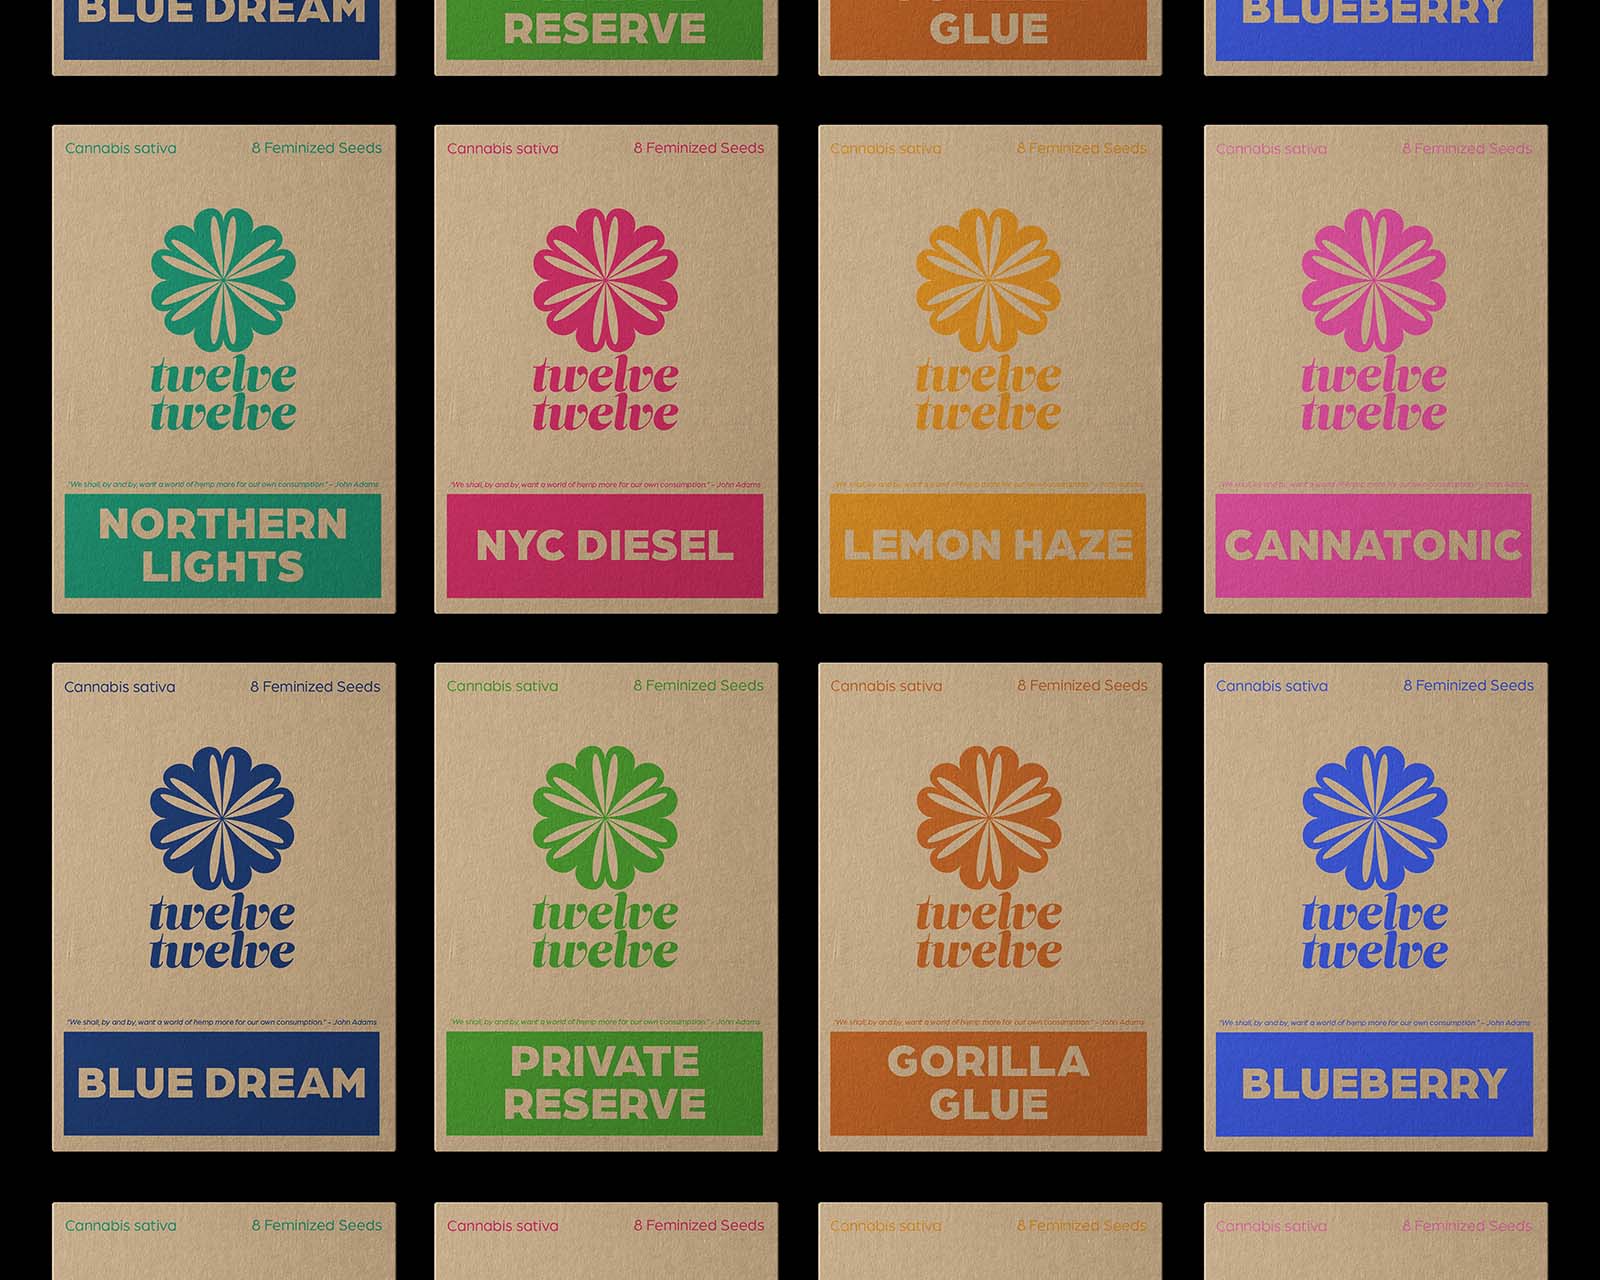 BLUE DREAM
RESERVE
GLUE
BLUEBERRY
Cannabis sativa 8 Feminized Seeds
twelve
twelve
"We shall, by and by, want a world of hemp more for our own consumption." – John Adams
NORTHERN
LIGHTS
Cannabis sativa 8 Feminized Seeds
twelve
twelve
"We shall, by and by, want a world of hemp more for our own consumption." – John Adams
NYC DIESEL
Cannabis sativa 8 Feminized Seeds
twelve
twelve
"We shall, by and by, want a world of hemp more for our own consumption." – John Adams
LEMON HAZE
Cannabis sativa 8 Feminized Seeds
twelve
twelve
"We shall, by and by, want a world of hemp more for our own consumption." – John Adams
CANNATONIC
Cannabis sativa 8 Feminized Seeds
twelve
twelve
"We shall, by and by, want a world of hemp more for our own consumption." – John Adams
BLUE DREAM
Cannabis sativa 8 Feminized Seeds
twelve
twelve
"We shall, by and by, want a world of hemp more for our own consumption." – John Adams
PRIVATE
RESERVE
Cannabis sativa 8 Feminized Seeds
twelve
twelve
"We shall, by and by, want a world of hemp more for our own consumption." – John Adams
GORILLA
GLUE
Cannabis sativa 8 Feminized Seeds
twelve
twelve
"We shall, by and by, want a world of hemp more for our own consumption." – John Adams
BLUEBERRY
Cannabis sativa 8 Feminized Seeds
Cannabis sativa 8 Feminized Seeds
Cannabis sativa 8 Feminized Seeds
Cannabis sativa 8 Feminized Seeds